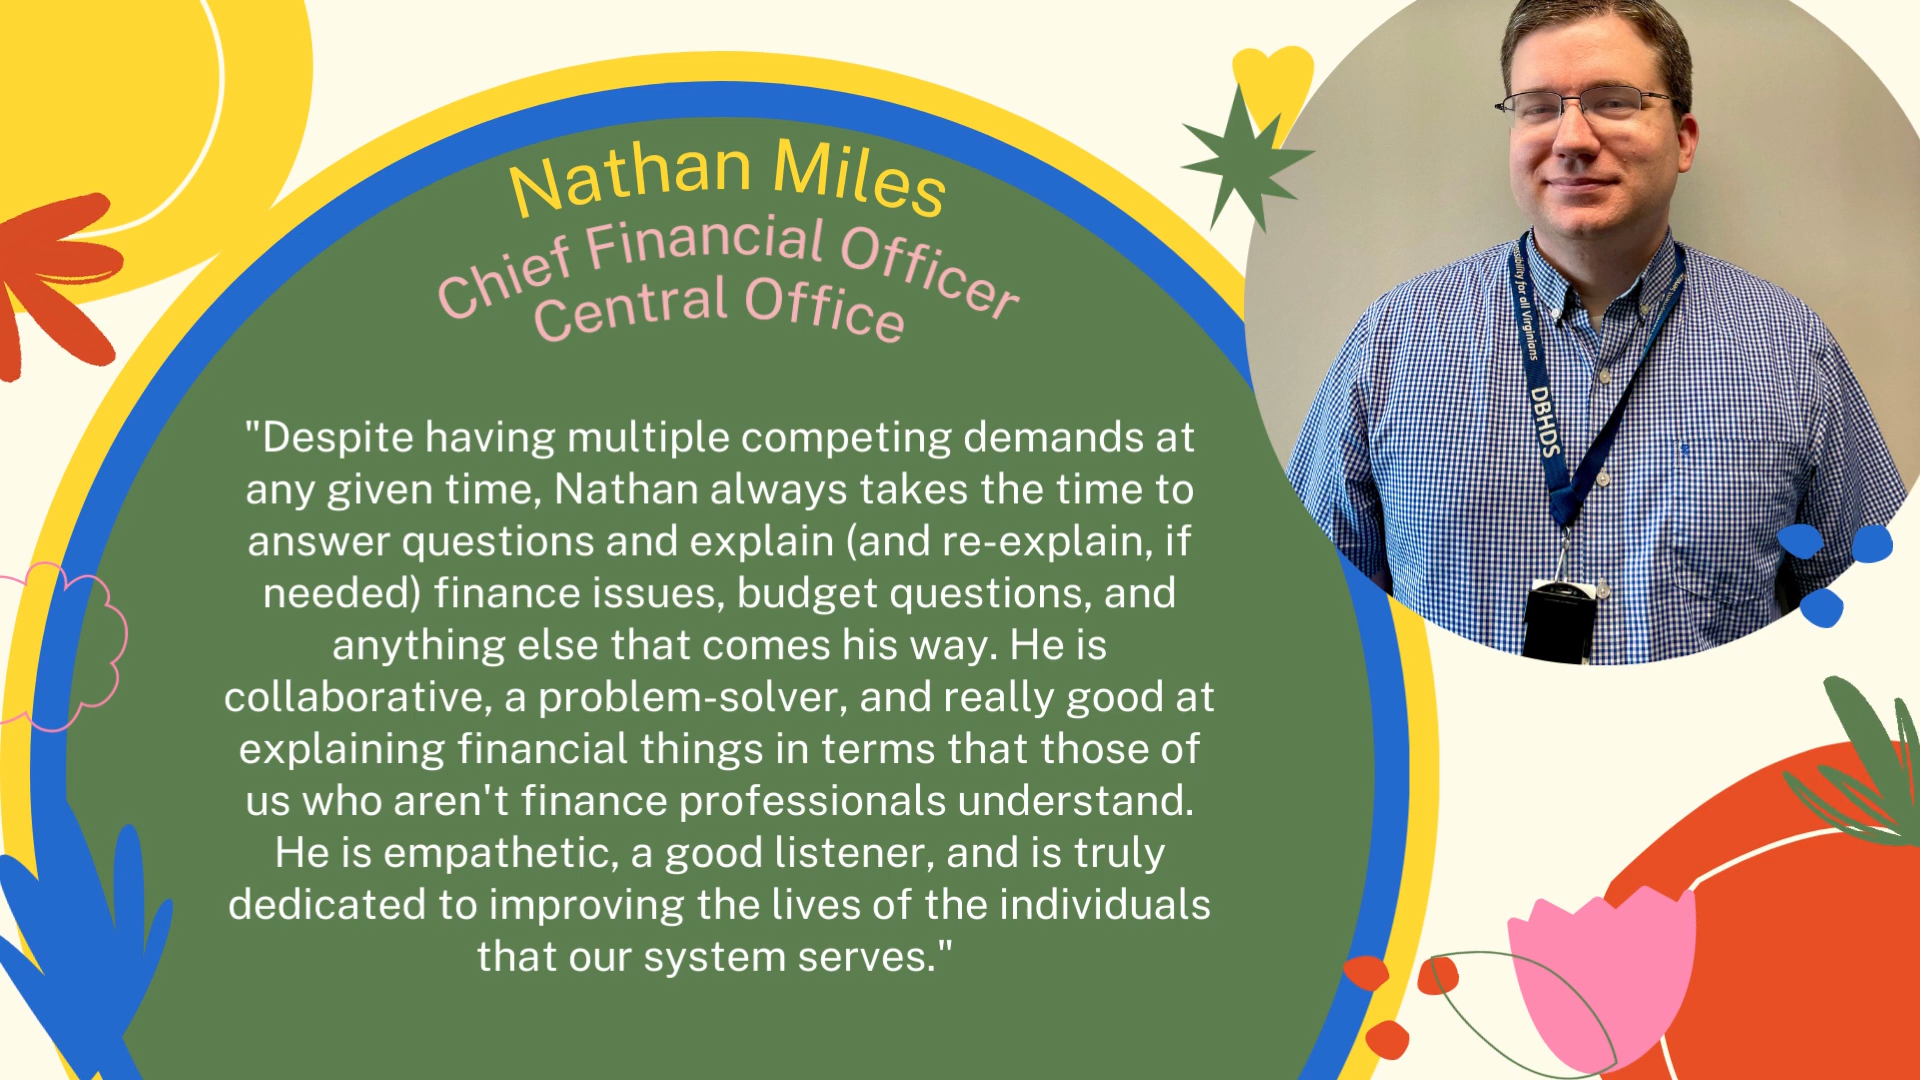 Nathan Miles
Chief Financial Officer
Central Office
"Despite having multiple competing demands at
any given time, Nathan always takes the time to
answer questions and explain (and re-explain, if
needed) finance issues, budget questions, and
anything else that comes his way. He is
collaborative, a problem-solver, and really good at
explaining financial things in terms that those of
us who aren't finance professionals understand.
He is empathetic, a good listener, and is truly
dedicated to improving the lives of the individuals
that our system serves."
for all Virginians
DBHDS